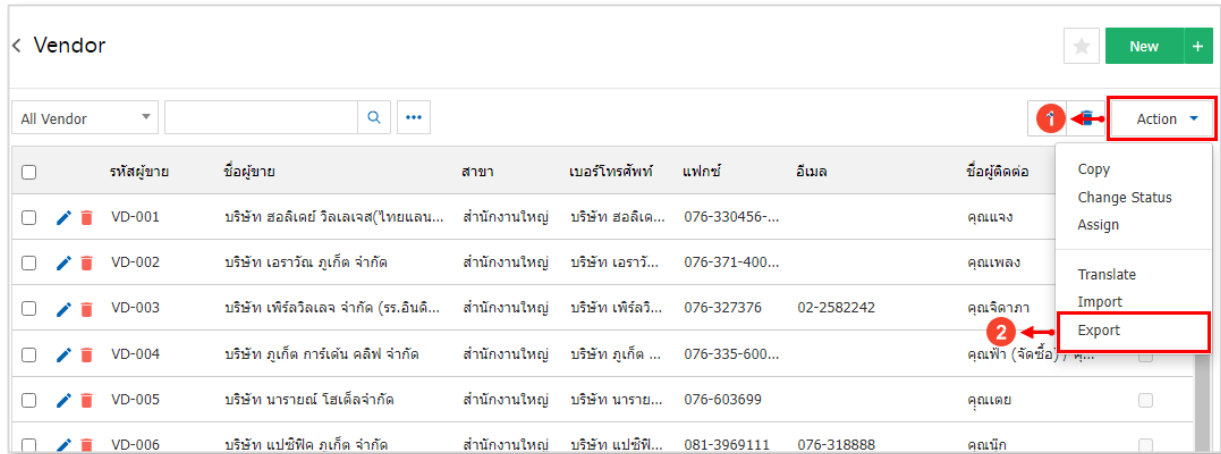 Vendor
New +
All Vendor
1
Action
รหัสผู้ขาย ชื่อผู้ขาย สาขา เบอร์โทรศัพท์ แฟกซ์ อีเมล ชื่อผู้ติดต่อ
Copy
Change Status
Assign
Translate
Import
2 Export
VD-001 บริษัท ฮอลิเดย์ วิลเลเจส(ไทยแลน... สำนักงานใหญ่ บริษัท ฮอลิเด... 076-330456-... คุณแจง
VD-002 บริษัท เอราวัณ ภูเก็ต จำกัด สำนักงานใหญ่ บริษัท เอราวั... 076-371-400... คุณเพลง
VD-003 บริษัท เพิร์ลวิลเลจ จำกัด (รร.อินดิ... สำนักงานใหญ่ บริษัท เพิร์ลวิ... 076-327376 02-2582242 คุณจิดาภา
VD-004 บริษัท ภูเก็ต การ์เด้น คลิฟ จำกัด สำนักงานใหญ่ บริษัท ภูเก็ต ... 076-335-600... คุณฟ้า (จัดซื้อ) / คุ...
VD-005 บริษัท นารายณ์ โฮเต็ลจำกัด สำนักงานใหญ่ บริษัท นาราย... 076-603699 คุณเตย
VD-006 บริษัท แปซิฟิค ภูเก็ต จำกัด สำนักงานใหญ่ บริษัท แปซิฟิ... 081-3969111 076-318888 คุณนุ๊ก